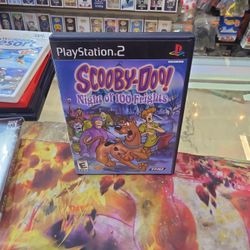 PlayStation 2
SCOOBY-DOO!
Night of 100 Frights
E
THQ